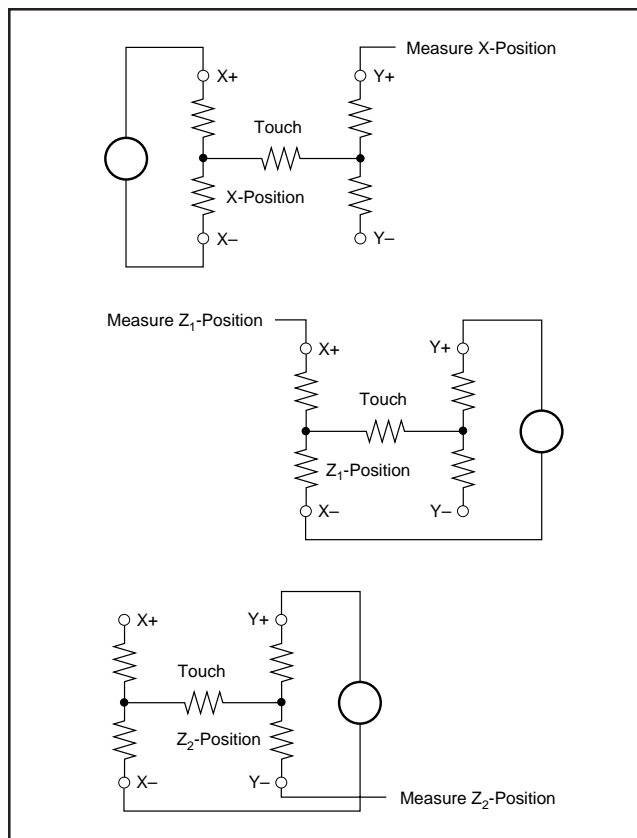 Measure X-Position
X+
Y+
Touch
X-Position
X–
Y–
Measure Z₁-Position
X+
Y+
Touch
Z₁-Position
X–
Y–
X+
Y+
Touch
Z₂-Position
X–
Y–
Measure Z₂-Position